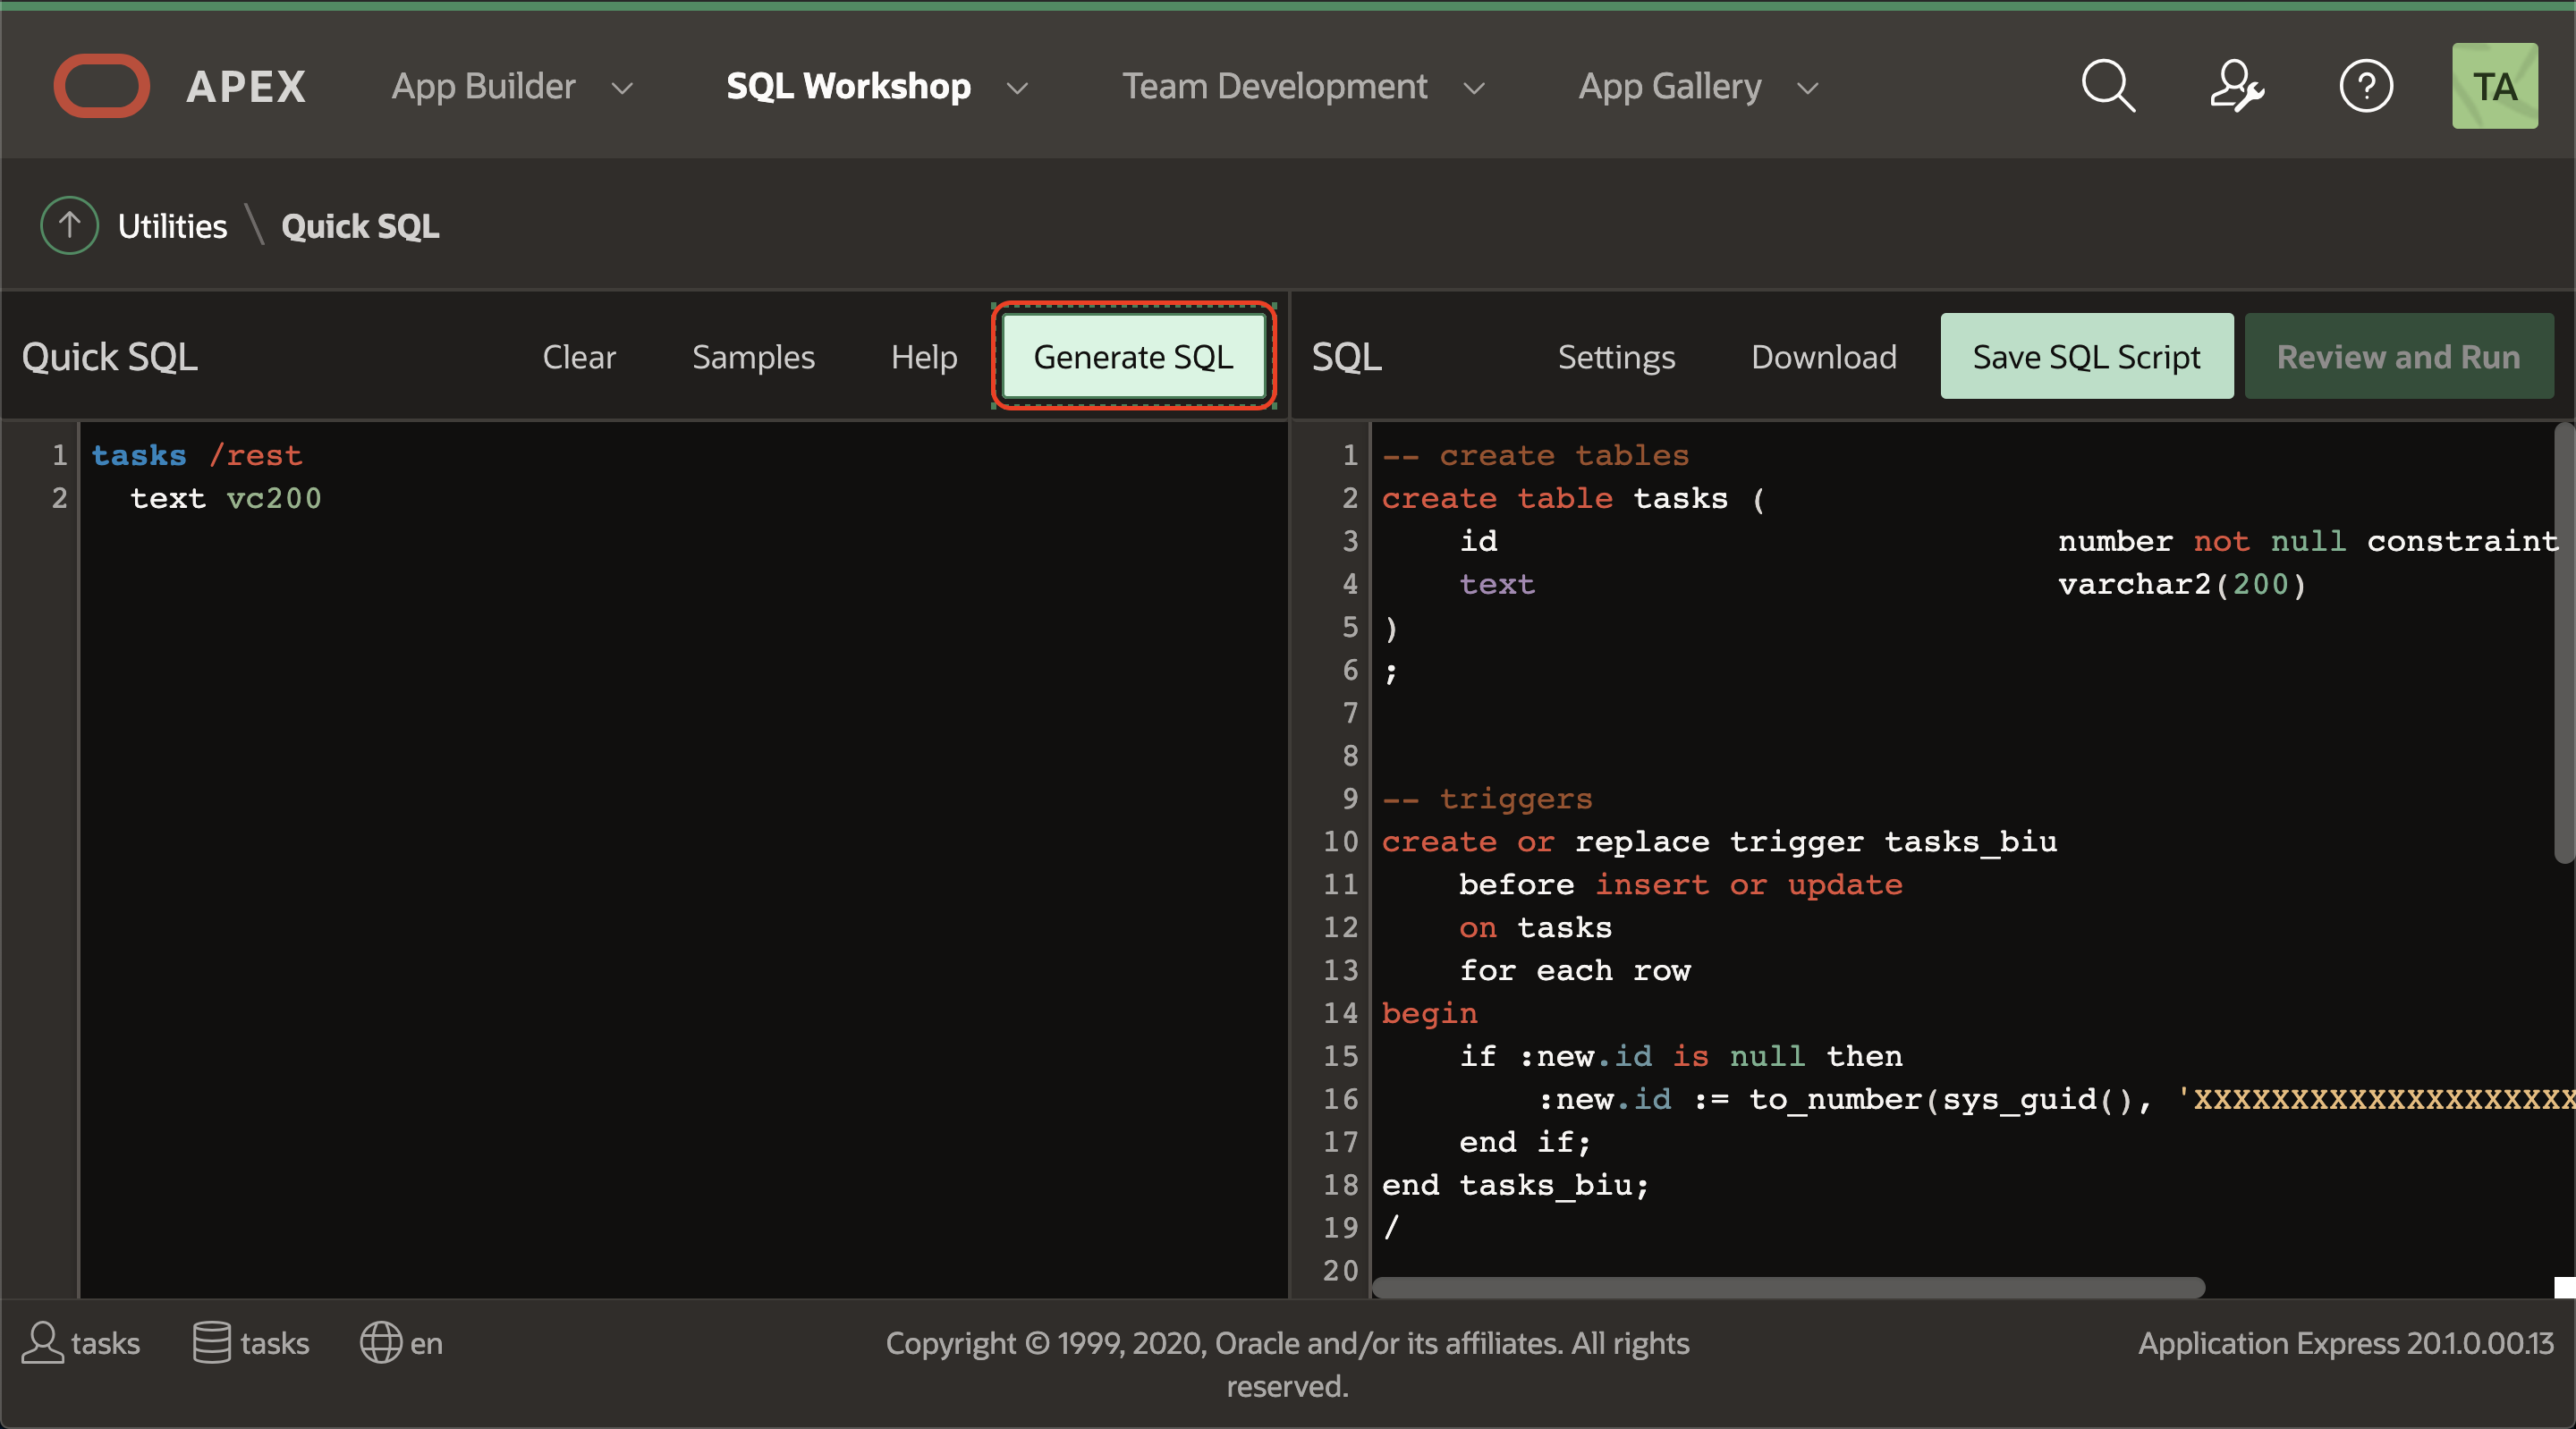 APEX App Builder SQL Workshop Team Development App Gallery TA
Utilities \ Quick SQL
Quick SQL Clear Samples Help Generate SQL SQL Settings Download Save SQL Script Review and Run
1 tasks /rest
2 text vc200
1 -- create tables
2 create table tasks (
3 id number not null constraint
4 text varchar2(200)
5 )
6 ;
7
8
9 -- triggers
10 create or replace trigger tasks_biu
11 before insert or update
12 on tasks
13 for each row
14 begin
15 if :new.id is null then
16 :new.id := to_number(sys_guid(), 'XXXXXXXXXXXXXXXXXXXX
17 end if;
18 end tasks_biu;
19 /
20
tasks tasks en
Copyright © 1999, 2020, Oracle and/or its affiliates. All rights
reserved.
Application Express 20.1.0.00.13